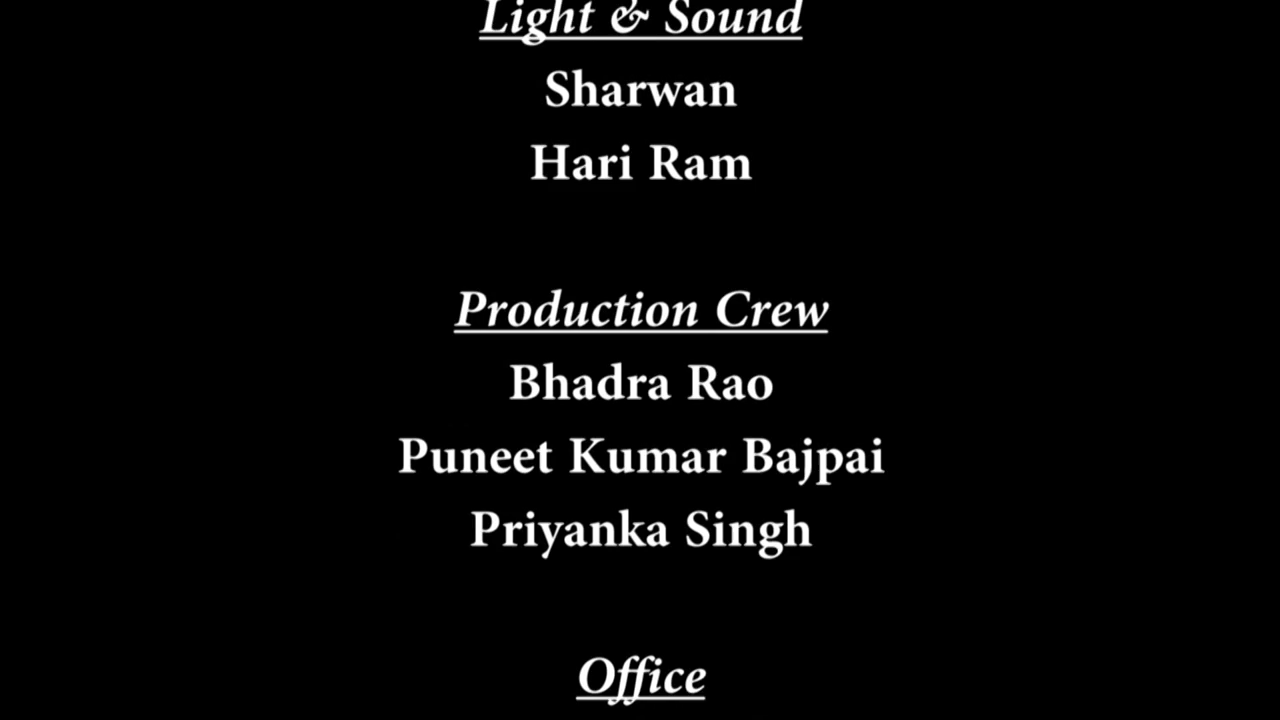 Light & Sound
Sharwan
Hari Ram
Production Crew
Bhadra Rao
Puneet Kumar Bajpai
Priyanka Singh
Office